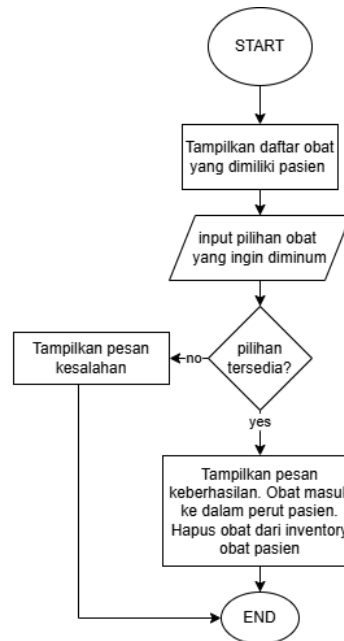 START
Tampilkan daftar obat
yang dimiliki pasien
input pilihan obat
yang ingin diminum
pilihan
tersedia?
no
Tampilkan pesan
kesalahan
yes
Tampilkan pesan
keberhasilan. Obat masuk
ke dalam perut pasien.
Hapus obat dari inventory
obat pasien
END